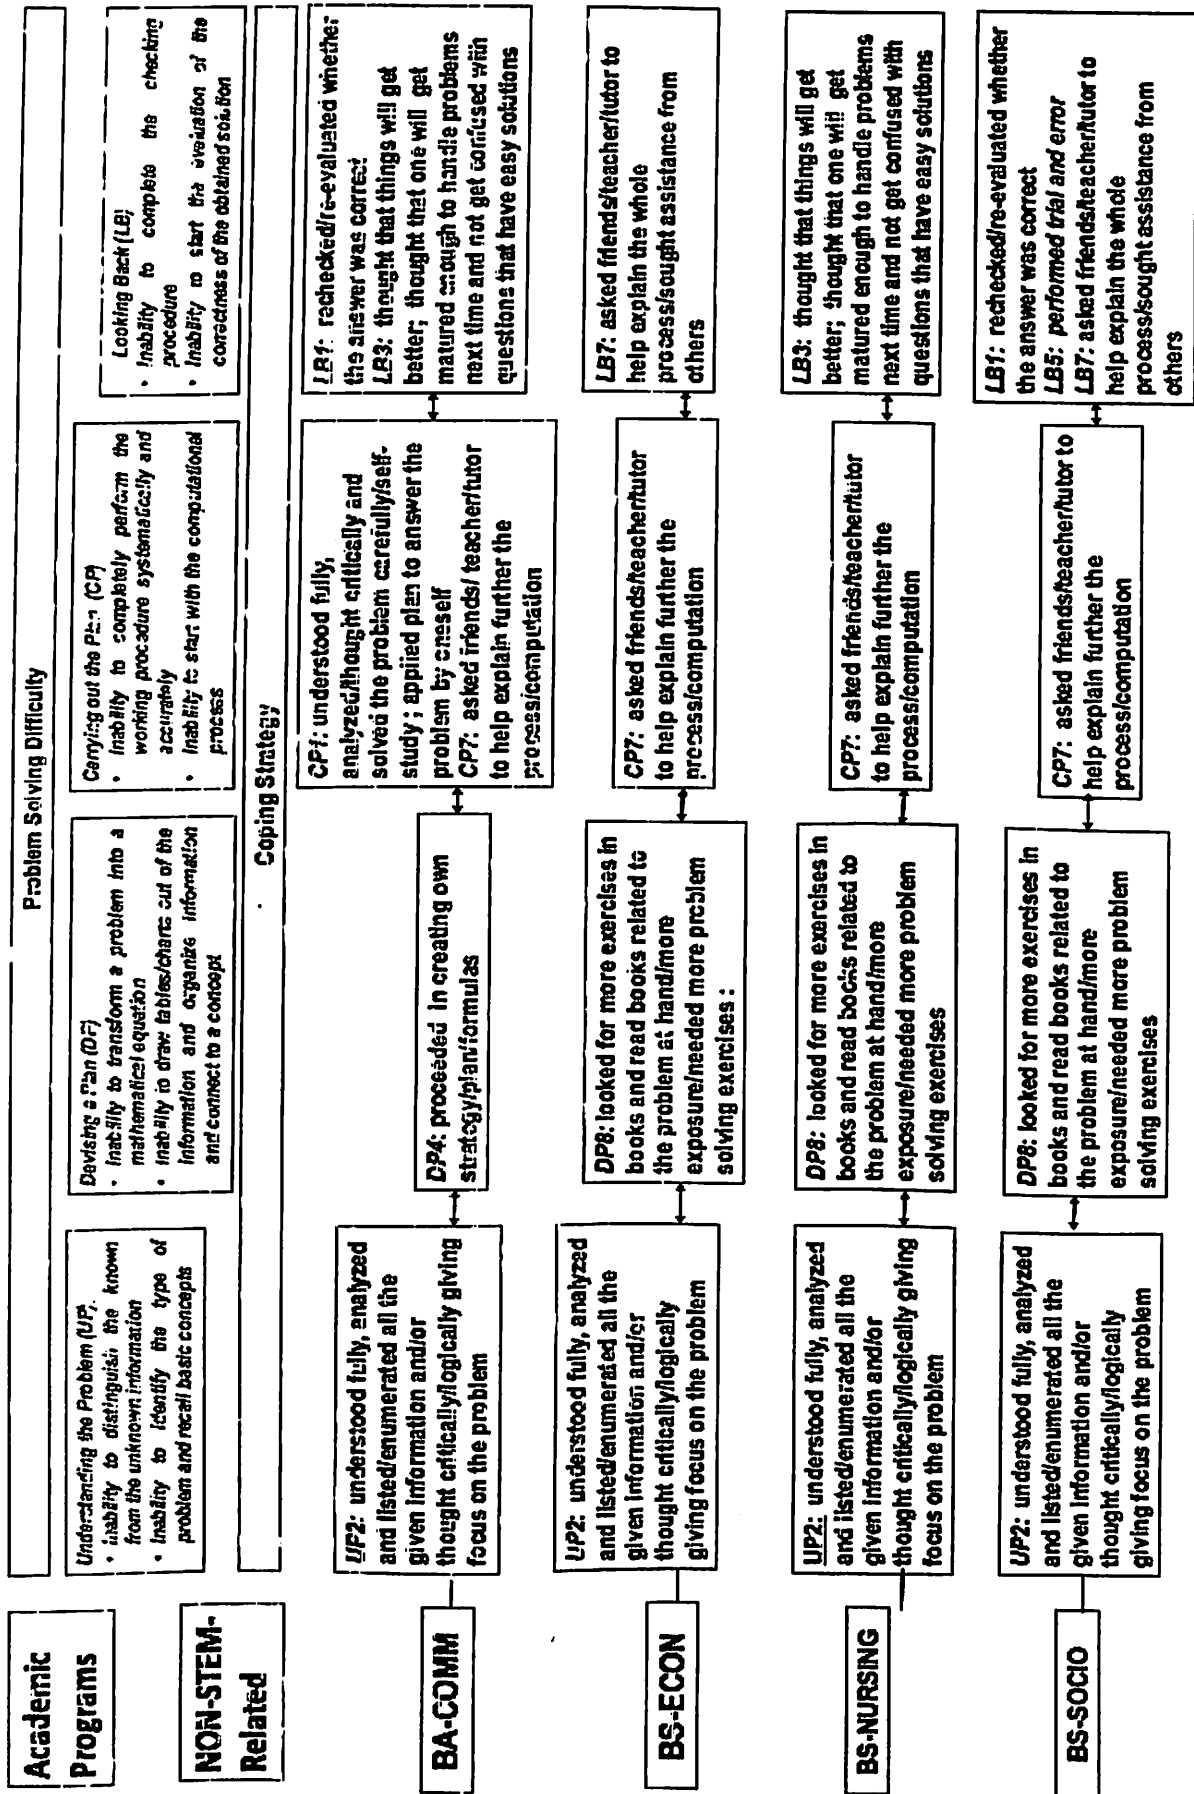 Academic
Programs
Problem Solving Difficulty
Understanding the Problem (UP).
• Inability to distinguish the known
from the unknown information
• Inability to identify the type of
problem and recall basic concepts
Devising a Plan (DP)
• Inability to transform a problem into a
mathematical equation
• Inability to draw tables/charts out of the
information and organize information
and connect to a concept
Carrying out the Plan (CP)
• Inability to completely perform the
working procedure systematically and
accurately
• Inability to start with the computational
process
Looking Back (LB)
• Inability to complete the checking
procedure
• Inability to start the evaluation of the
correctness of the obtained solution
NON-STEM-
Related
Coping Strategy
BA-COMM
UP2: understood fully, analyzed
and listed/enumerated all the
given information and/or
thought critically/logically giving
focus on the problem
DP4: proceeded in creating own
strategy/plan/formulas
CP1: understood fully,
analyzed/thought critically and
solved the problem carefully/self-
study; applied plan to answer the
problem by oneself
CP7: asked friends/ teacher/tutor
to help explain further the
process/computation
LB1: rechecked/re-evaluated whether
the answer was correct
LB3: thought that things will get
better; thought that one will get
matured enough to handle problems
next time and not get confused with
questions that have easy solutions
BS-ECON
UP2: understood fully, analyzed
and listed/enumerated all the
given information and/or
thought critically/logically
giving focus on the problem
DP8: looked for more exercises in
books and read books related to
the problem at hand/more
exposure/needed more problem
solving exercises :
CP7: asked friends/teacher/tutor
to help explain further the
process/computation
LB7: asked friends/teacher/tutor to
help explain the whole
process/sought assistance from
others
BS-NURSING
UP2: understood fully, analyzed
and listed/enumerated all the
given information and/or
thought critically/logically giving
focus on the problem
DP8: looked for more exercises in
books and read books related to
the problem at hand/more
exposure/needed more problem
solving exercises
CP7: asked friends/teacher/tutor
to help explain further the
process/computation
LB3: thought that things will get
better; thought that one will get
matured enough to handle problems
next time and not get confused with
questions that have easy solutions
BS-SOCIO
UP2: understood fully, analyzed
and listed/enumerated all the
given information and/or
thought critically/logically
giving focus on the problem
DP8: looked for more exercises in
books and read books related to
the problem at hand/more
exposure/needed more problem
solving exercises
CP7: asked friends/teacher/tutor to
help explain further the
process/computation
LB1: rechecked/re-evaluated whether
the answer was correct
LB5: performed trial and error
LB7: asked friends/teacher/tutor to
help explain the whole
process/sought assistance from
others